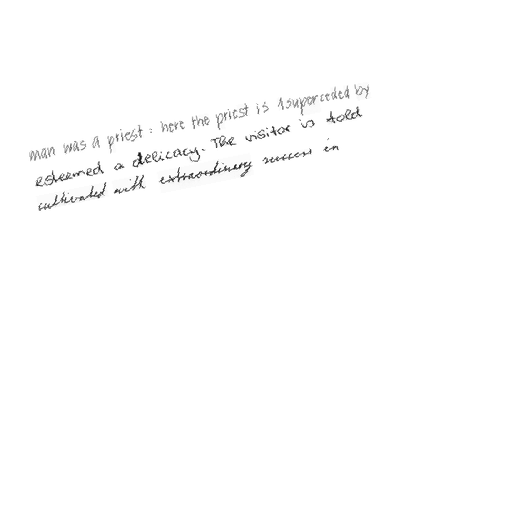 man was a priest : here the priest is superceded by
esteemed a delicacy. The visitor is told
cultivated with extraordinary success in